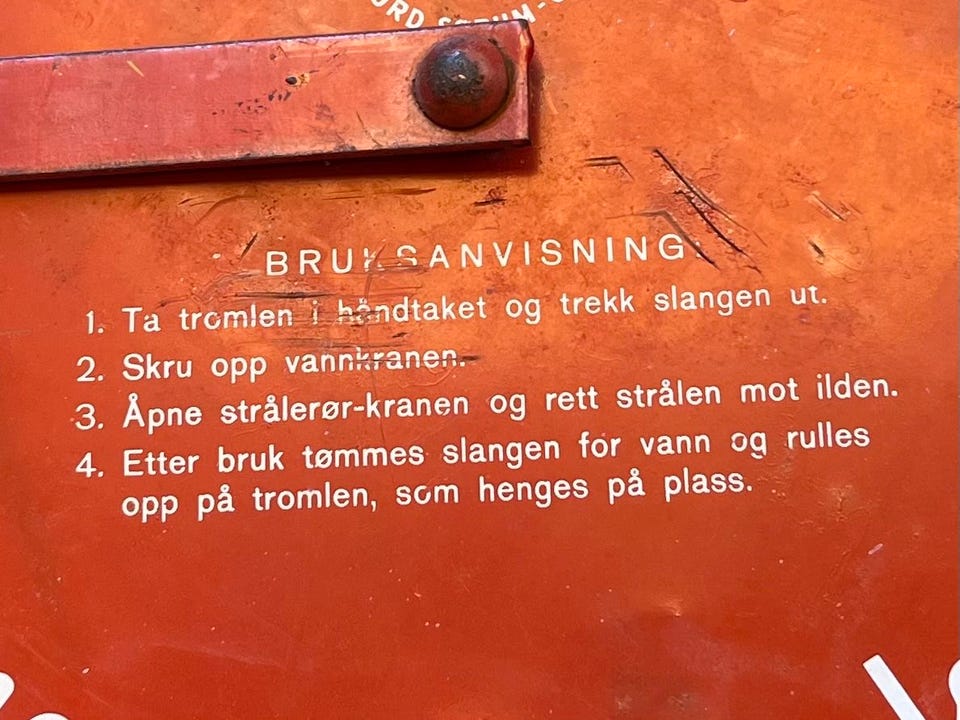 BRUKSANVISNING:
1. Ta tromlen i håndtaket og trekk slangen ut.
2. Skru opp vannkranen.
3. Åpne strålerør-kranen og rett strålen mot ilden.
4. Etter bruk tømmes slangen for vann og rulles
opp på tromlen, som henges på plass.